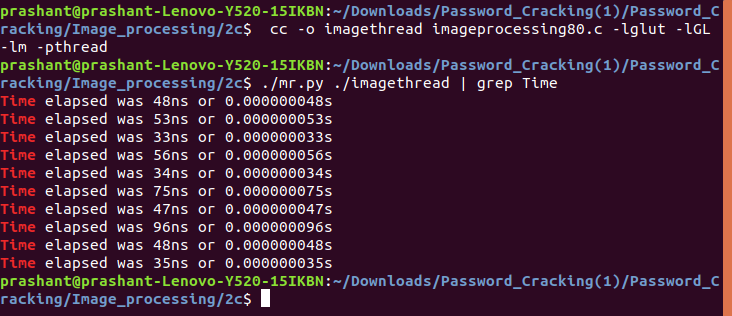 prashant@prashant-Lenovo-Y520-15IKBN:~/Downloads/Password_Cracking(1)/Password_C
racking/Image_processing/2c$  cc -o imagethread imageprocessing80.c -lglut -lGL
-lm -pthread
prashant@prashant-Lenovo-Y520-15IKBN:~/Downloads/Password_Cracking(1)/Password_C
racking/Image_processing/2c$ ./mr.py ./imagethread | grep Time
Time elapsed was 48ns or 0.000000048s
Time elapsed was 53ns or 0.000000053s
Time elapsed was 33ns or 0.000000033s
Time elapsed was 56ns or 0.000000056s
Time elapsed was 34ns or 0.000000034s
Time elapsed was 75ns or 0.000000075s
Time elapsed was 47ns or 0.000000047s
Time elapsed was 96ns or 0.000000096s
Time elapsed was 48ns or 0.000000048s
Time elapsed was 35ns or 0.000000035s
prashant@prashant-Lenovo-Y520-15IKBN:~/Downloads/Password_Cracking(1)/Password_C
racking/Image_processing/2c$